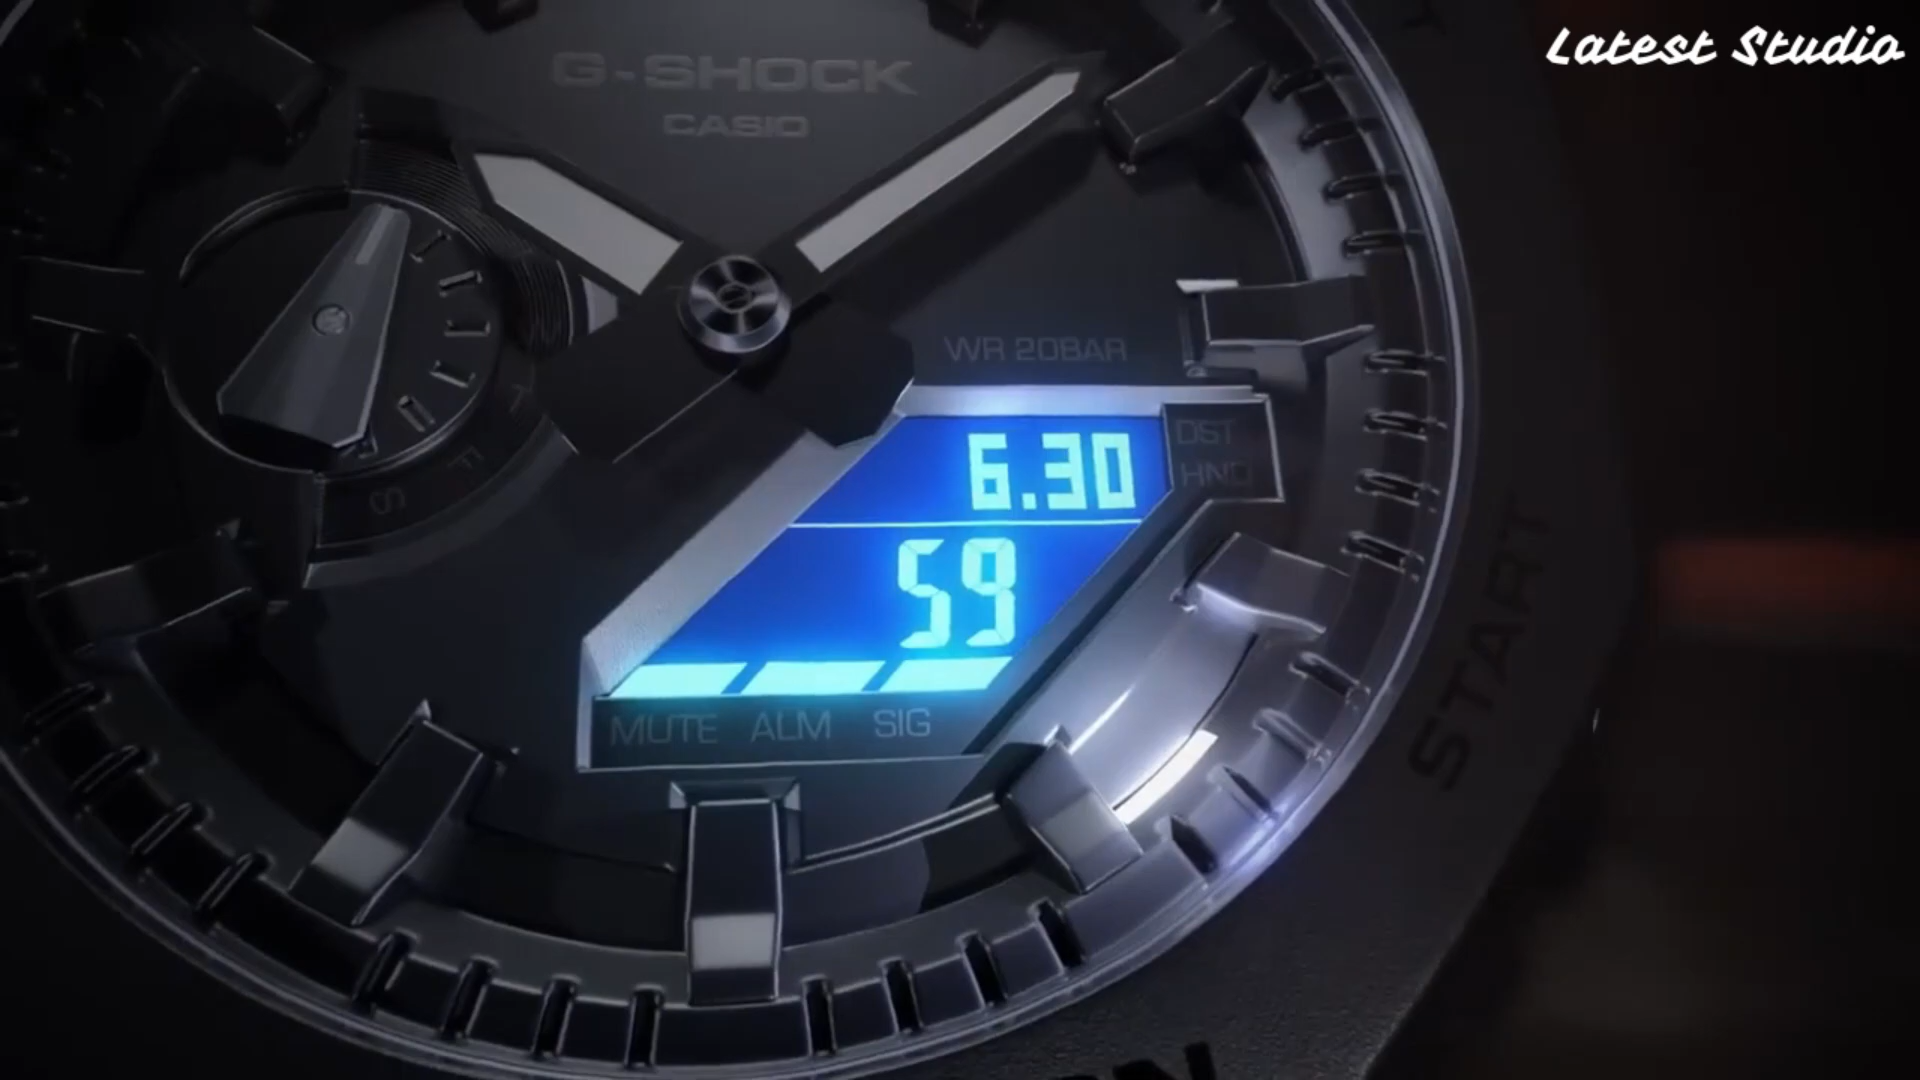 Latest Studio
G-SHOCK
CASIO
WR 20BAR
6.30
DST
HND
59
MUTE ALM SIG
T
F
S
START